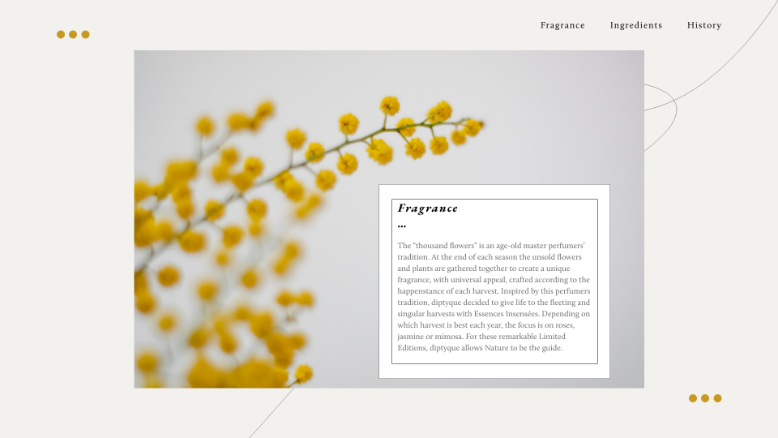 Fragrance Ingredients History
Fragrance
...
The "thousand flowers" is an age-old master perfumers'
tradition. At the end of each season the unsold flowers
and plants are gathered together to create a unique
fragrance, with universal appeal, crafted according to the
happenstance of each harvest. Inspired by this perfumers
tradition, diptyque decided to give life to the fleeting and
singular harvests with Essences Insensées. Depending on
which harvest is best each year, the focus is on roses,
jasmine or mimosa. For these remarkable Limited
Editions, diptyque allows Nature to be the guide.